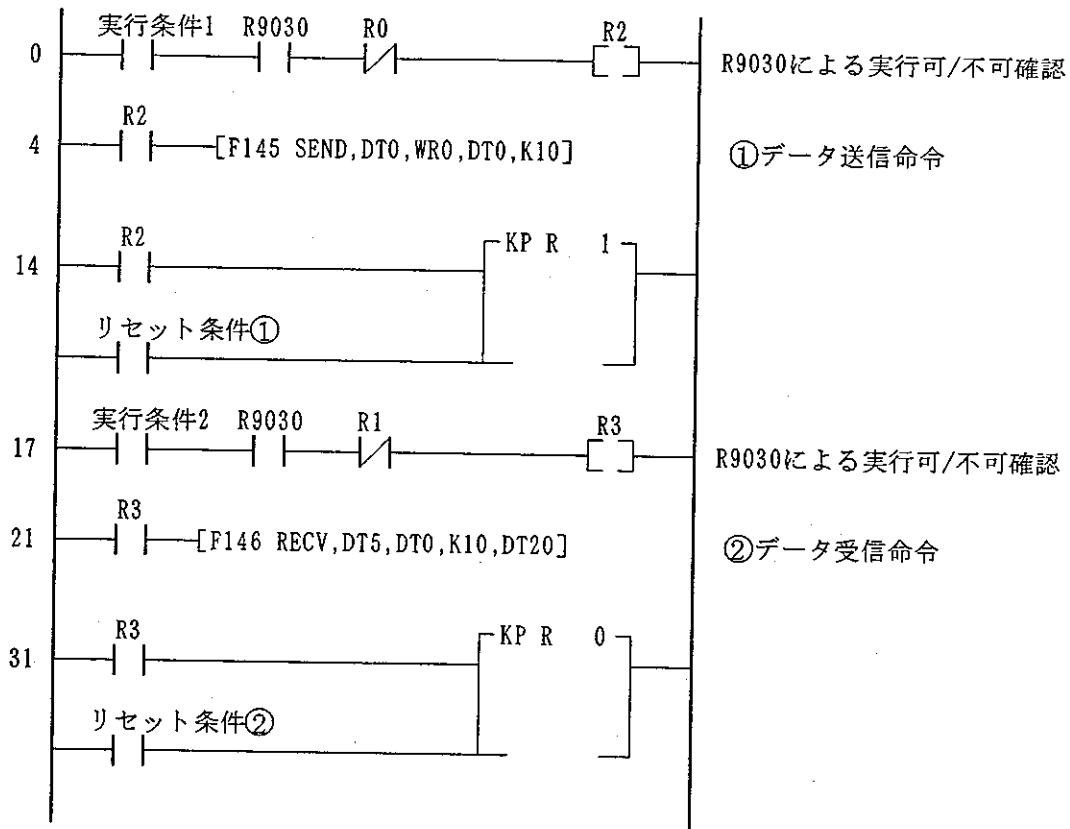 実行条件1 R9030 R0 R2
0
R9030による実行可/不可確認
R2
4 [F145 SEND,DT0,WR0,DT0,K10]
①データ送信命令
R2
14 KP R 1
リセット条件①
実行条件2 R9030 R1 R3
17
R9030による実行可/不可確認
R3
21 [F146 RECV,DT5,DT0,K10,DT20]
②データ受信命令
R3
31 KP R 0
リセット条件②